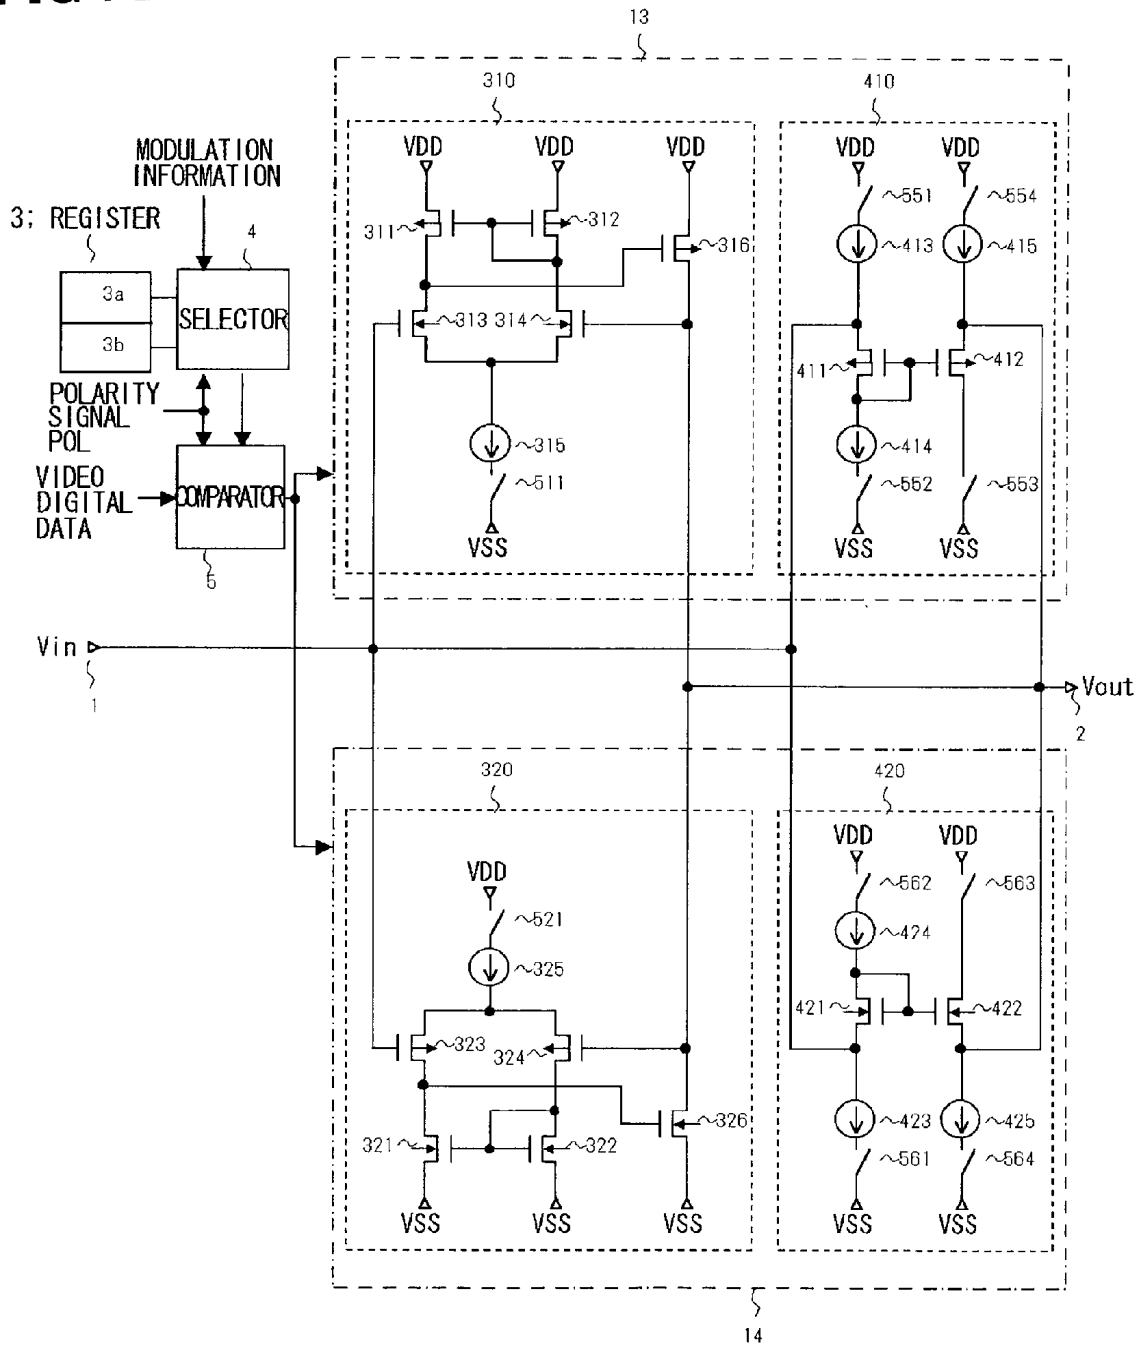 13
310
410
VDD VDD VDD VDD VDD
MODULATION
INFORMATION
551 554
3; REGISTER
311 312 413 415
4
316
3a
SELECTOR
313 314
3b
411 412
POLARITY
SIGNAL
POL
315 414
VIDEO
DIGITAL
DATA
COMPARATOR
511 552 553
VSS VSS VSS
5
Vin
1
Vout
2
320 420
VDD VDD
VDD
562 563
521
424
325
421 422
323 324
326 423 425
321 322
561 564
VSS VSS VSS VSS VSS
14